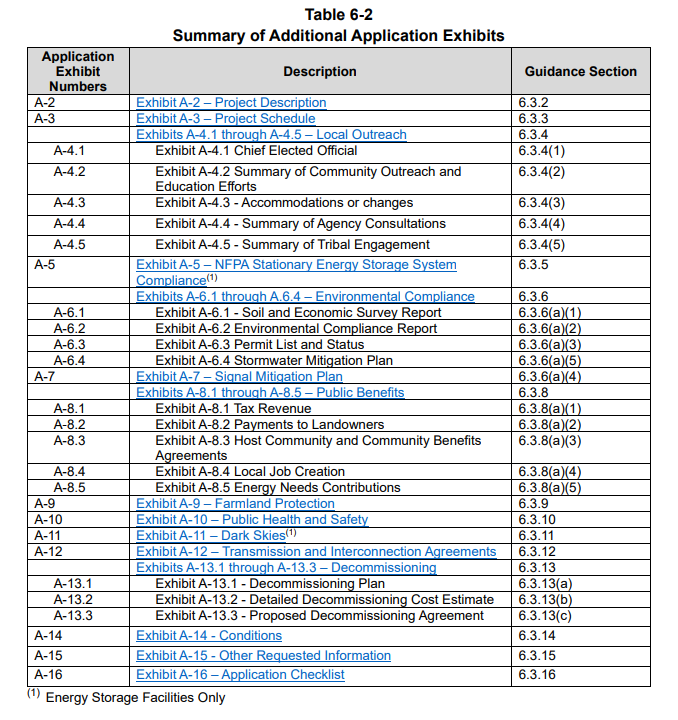 Table 6-2
Summary of Additional Application Exhibits
Application
Exhibit
Numbers
Description
Guidance Section
A-2 Exhibit A-2 – Project Description 6.3.2
A-3 Exhibit A-3 – Project Schedule 6.3.3
Exhibits A-4.1 through A-4.5 – Local Outreach 6.3.4
A-4.1 Exhibit A-4.1 Chief Elected Official 6.3.4(1)
A-4.2 Exhibit A-4.2 Summary of Community Outreach and 6.3.4(2)
Education Efforts
A-4.3 Exhibit A-4.3 - Accommodations or changes 6.3.4(3)
A-4.4 Exhibit A-4.4 - Summary of Agency Consultations 6.3.4(4)
A-4.5 Exhibit A-4.5 - Summary of Tribal Engagement 6.3.4(5)
A-5 Exhibit A-5 – NFPA Stationary Energy Storage System 6.3.5
Compliance(1)
Exhibits A-6.1 through A.6.4 – Environmental Compliance 6.3.6
A-6.1 Exhibit A-6.1 - Soil and Economic Survey Report 6.3.6(a)(1)
A-6.2 Exhibit A-6.2 Environmental Compliance Report 6.3.6(a)(2)
A-6.3 Exhibit A-6.3 Permit List and Status 6.3.6(a)(3)
A-6.4 Exhibit A-6.4 Stormwater Mitigation Plan 6.3.6(a)(5)
A-7 Exhibit A-7 – Signal Mitigation Plan 6.3.6(a)(4)
Exhibits A-8.1 through A-8.5 – Public Benefits 6.3.8
A-8.1 Exhibit A-8.1 Tax Revenue 6.3.8(a)(1)
A-8.2 Exhibit A-8.2 Payments to Landowners 6.3.8(a)(2)
A-8.3 Exhibit A-8.3 Host Community and Community Benefits 6.3.8(a)(3)
Agreements
A-8.4 Exhibit A-8.4 Local Job Creation 6.3.8(a)(4)
A-8.5 Exhibit A-8.5 Energy Needs Contributions 6.3.8(a)(5)
A-9 Exhibit A-9 – Farmland Protection 6.3.9
A-10 Exhibit A-10 – Public Health and Safety 6.3.10
A-11 Exhibit A-11 – Dark Skies(1) 6.3.11
A-12 Exhibit A-12 – Transmission and Interconnection Agreements 6.3.12
Exhibits A-13.1 through A-13.3 – Decommissioning 6.3.13
A-13.1 Exhibit A-13.1 - Decommissioning Plan 6.3.13(a)
A-13.2 Exhibit A-13.2 - Detailed Decommissioning Cost Estimate 6.3.13(b)
A-13.3 Exhibit A-13.3 - Proposed Decommissioning Agreement 6.3.13(c)
A-14 Exhibit A-14 - Conditions 6.3.14
A-15 Exhibit A-15 - Other Requested Information 6.3.15
A-16 Exhibit A-16 – Application Checklist 6.3.16
(1) Energy Storage Facilities Only